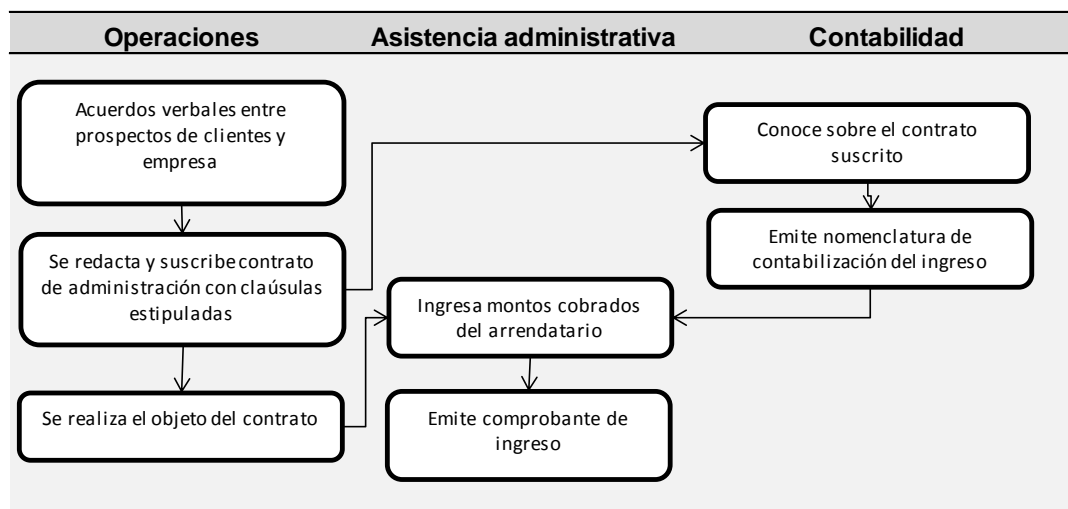 Operaciones
Asistencia administrativa
Contabilidad
Acuerdos verbales entre
prospectos de clientes y
empresa
Conoce sobre el contrato
suscrito
Se redacta y suscribe contrato
de administración con claúsulas
estipuladas
Emite nomenclatura de
contabilización del ingreso
Ingresa montos cobrados
del arrendatario
Se realiza el objeto del contrato
Emite comprobante de
ingreso